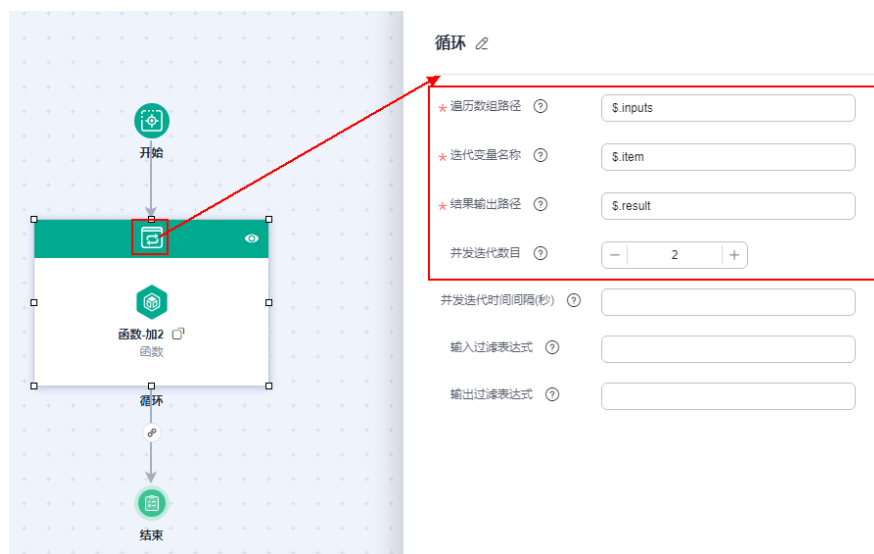 开始
函数-加2
函数
循环
结束
循环
* 遍历数组路径 ? $.inputs
* 迭代变量名称 ? $.item
* 结果输出路径 ? $.result
并发迭代数目 ? − 2 +
并发迭代时间间隔(秒) ?
输入过滤表达式 ?
输出过滤表达式 ?